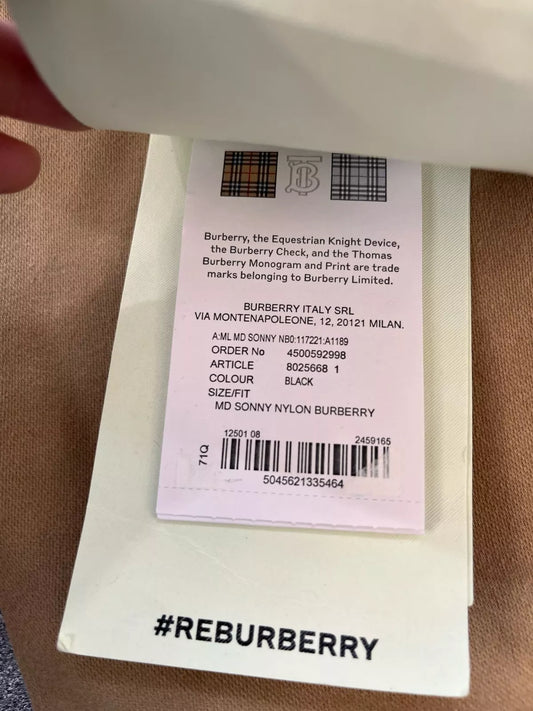 Burberry, the Equestrian Knight Device,
the Burberry Check, and the Thomas
Burberry Monogram and Print are trade
marks belonging to Burberry Limited.
BURBERRY ITALY SRL
VIA MONTENAPOLEONE, 12, 20121 MILAN.
A:ML MD SONNY NB0:117221:A1189
ORDER No 4500592998
ARTICLE 8025668 1
COLOUR BLACK
SIZE/FIT
MD SONNY NYLON BURBERRY
12501 08 2459165
71Q
5045621335464
#REBURBERRY